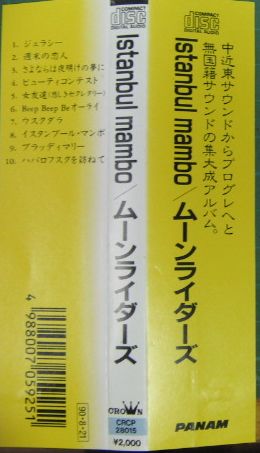 COMPACT
disc
DIGITAL AUDIO
中近東サウンドからプログレへと
無国籍サウンドの集大成アルバム。
Istanbul mambo/ムーンライダーズ
PANAM
COMPACT
disc
DIGITAL AUDIO
Istanbul mambo/ムーンライダーズ
CROWN
CRCP
28015
¥2,000
1. ジェラシー
2. 週末の恋人
3. さよならは夜明けの夢に
4. ビューティコンテスト
5. 女友達(悲しきセクレタリー)
6. Beep Beep Beオーライ
7. ウスクダラ
8. イスタンブール・マンボ
9. ブラッディマリー
10. ハバロフスクを訪ねて
4 988007 059251
90・8・21